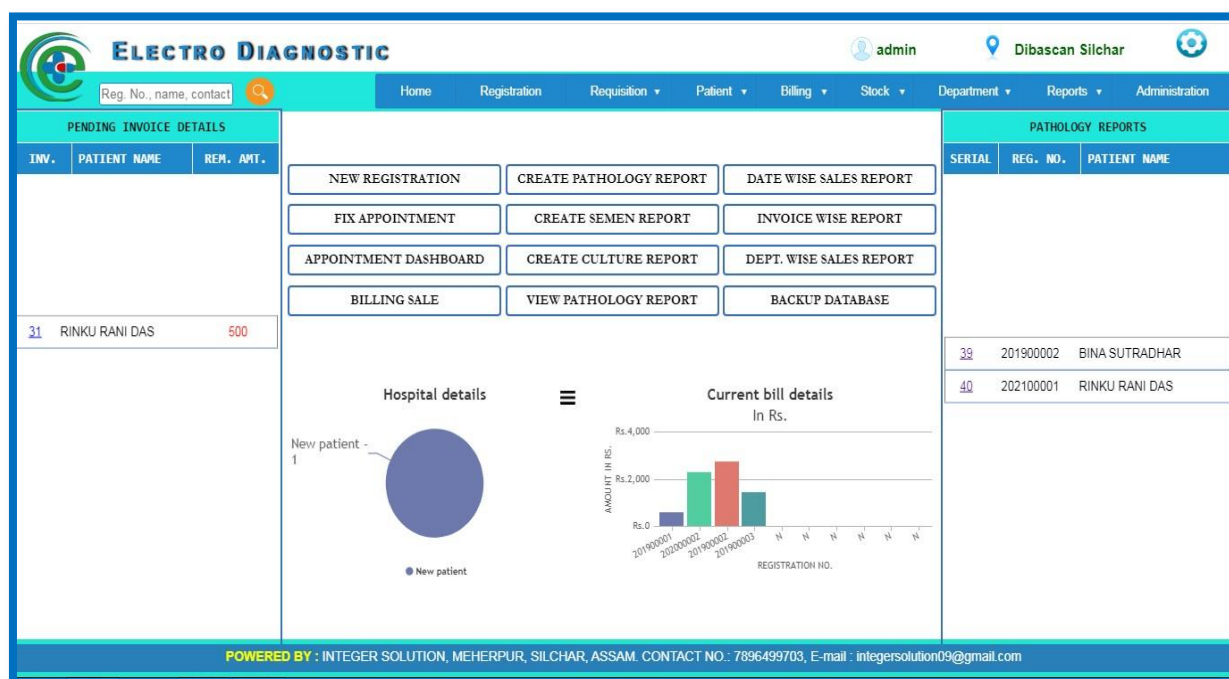 ELECTRO DIAGNOSTIC
admin
Dibascan Silchar
Reg. No., name, contact
Home Registration Requisition ▾ Patient ▾ Billing ▾ Stock ▾ Department ▾ Reports ▾ Administration
PENDING INVOICE DETAILS
INV. PATIENT NAME REM. AMT.
31 RINKU RANI DAS 500
NEW REGISTRATION CREATE PATHOLOGY REPORT DATE WISE SALES REPORT
FIX APPOINTMENT CREATE SEMEN REPORT INVOICE WISE REPORT
APPOINTMENT DASHBOARD CREATE CULTURE REPORT DEPT. WISE SALES REPORT
BILLING SALE VIEW PATHOLOGY REPORT BACKUP DATABASE
Hospital details
New patient -
1
New patient
Current bill details
In Rs.
AMOUNT IN RS.
Rs.4,000
Rs.2,000
Rs.0
201900001 202000002 201900002 201900003 N N N N N N
REGISTRATION NO.
PATHOLOGY REPORTS
SERIAL REG. NO. PATIENT NAME
39 201900002 BINA SUTRADHAR
40 202100001 RINKU RANI DAS
POWERED BY : INTEGER SOLUTION, MEHERPUR, SILCHAR, ASSAM. CONTACT NO.: 7896499703, E-mail : integersolution09@gmail.com